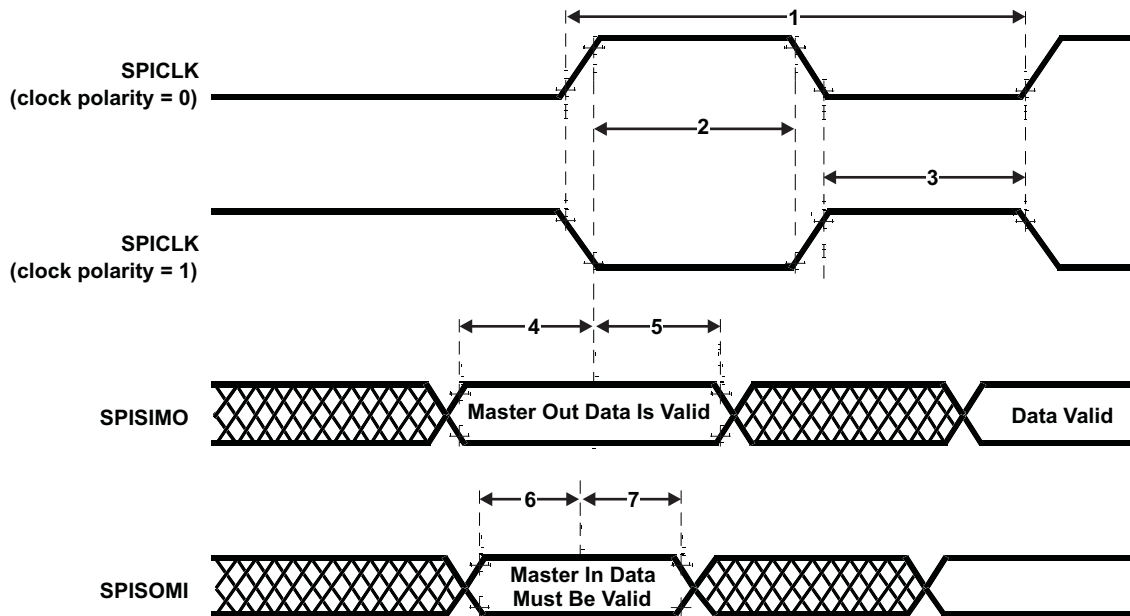 1
SPICLK
(clock polarity = 0)
2
3
SPICLK
(clock polarity = 1)
4
5
SPISIMO
Master Out Data Is Valid
Data Valid
6
7
SPISOMI
Master In Data
Must Be Valid